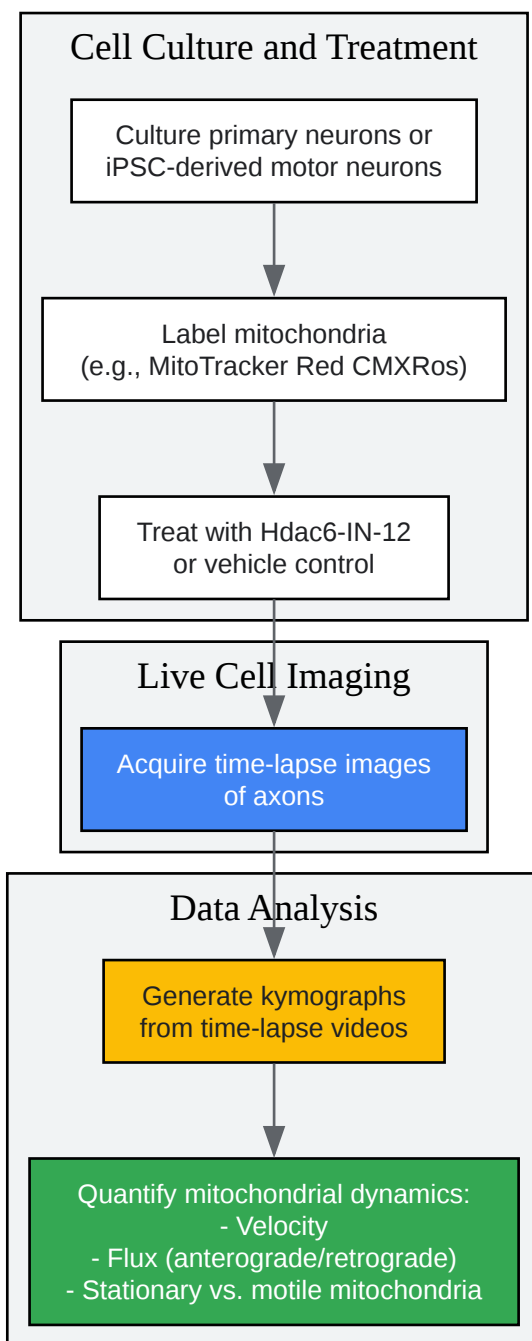 Cell Culture and Treatment
Culture primary neurons or
iPSC-derived motor neurons
Label mitochondria
(e.g., MitoTracker Red CMXRos)
Treat with Hdac6-IN-12
or vehicle control
Live Cell Imaging
Acquire time-lapse images
of axons
Data Analysis
Generate kymographs
from time-lapse videos
Quantify mitochondrial dynamics:
- Velocity
- Flux (anterograde/retrograde)
- Stationary vs. motile mitochondria